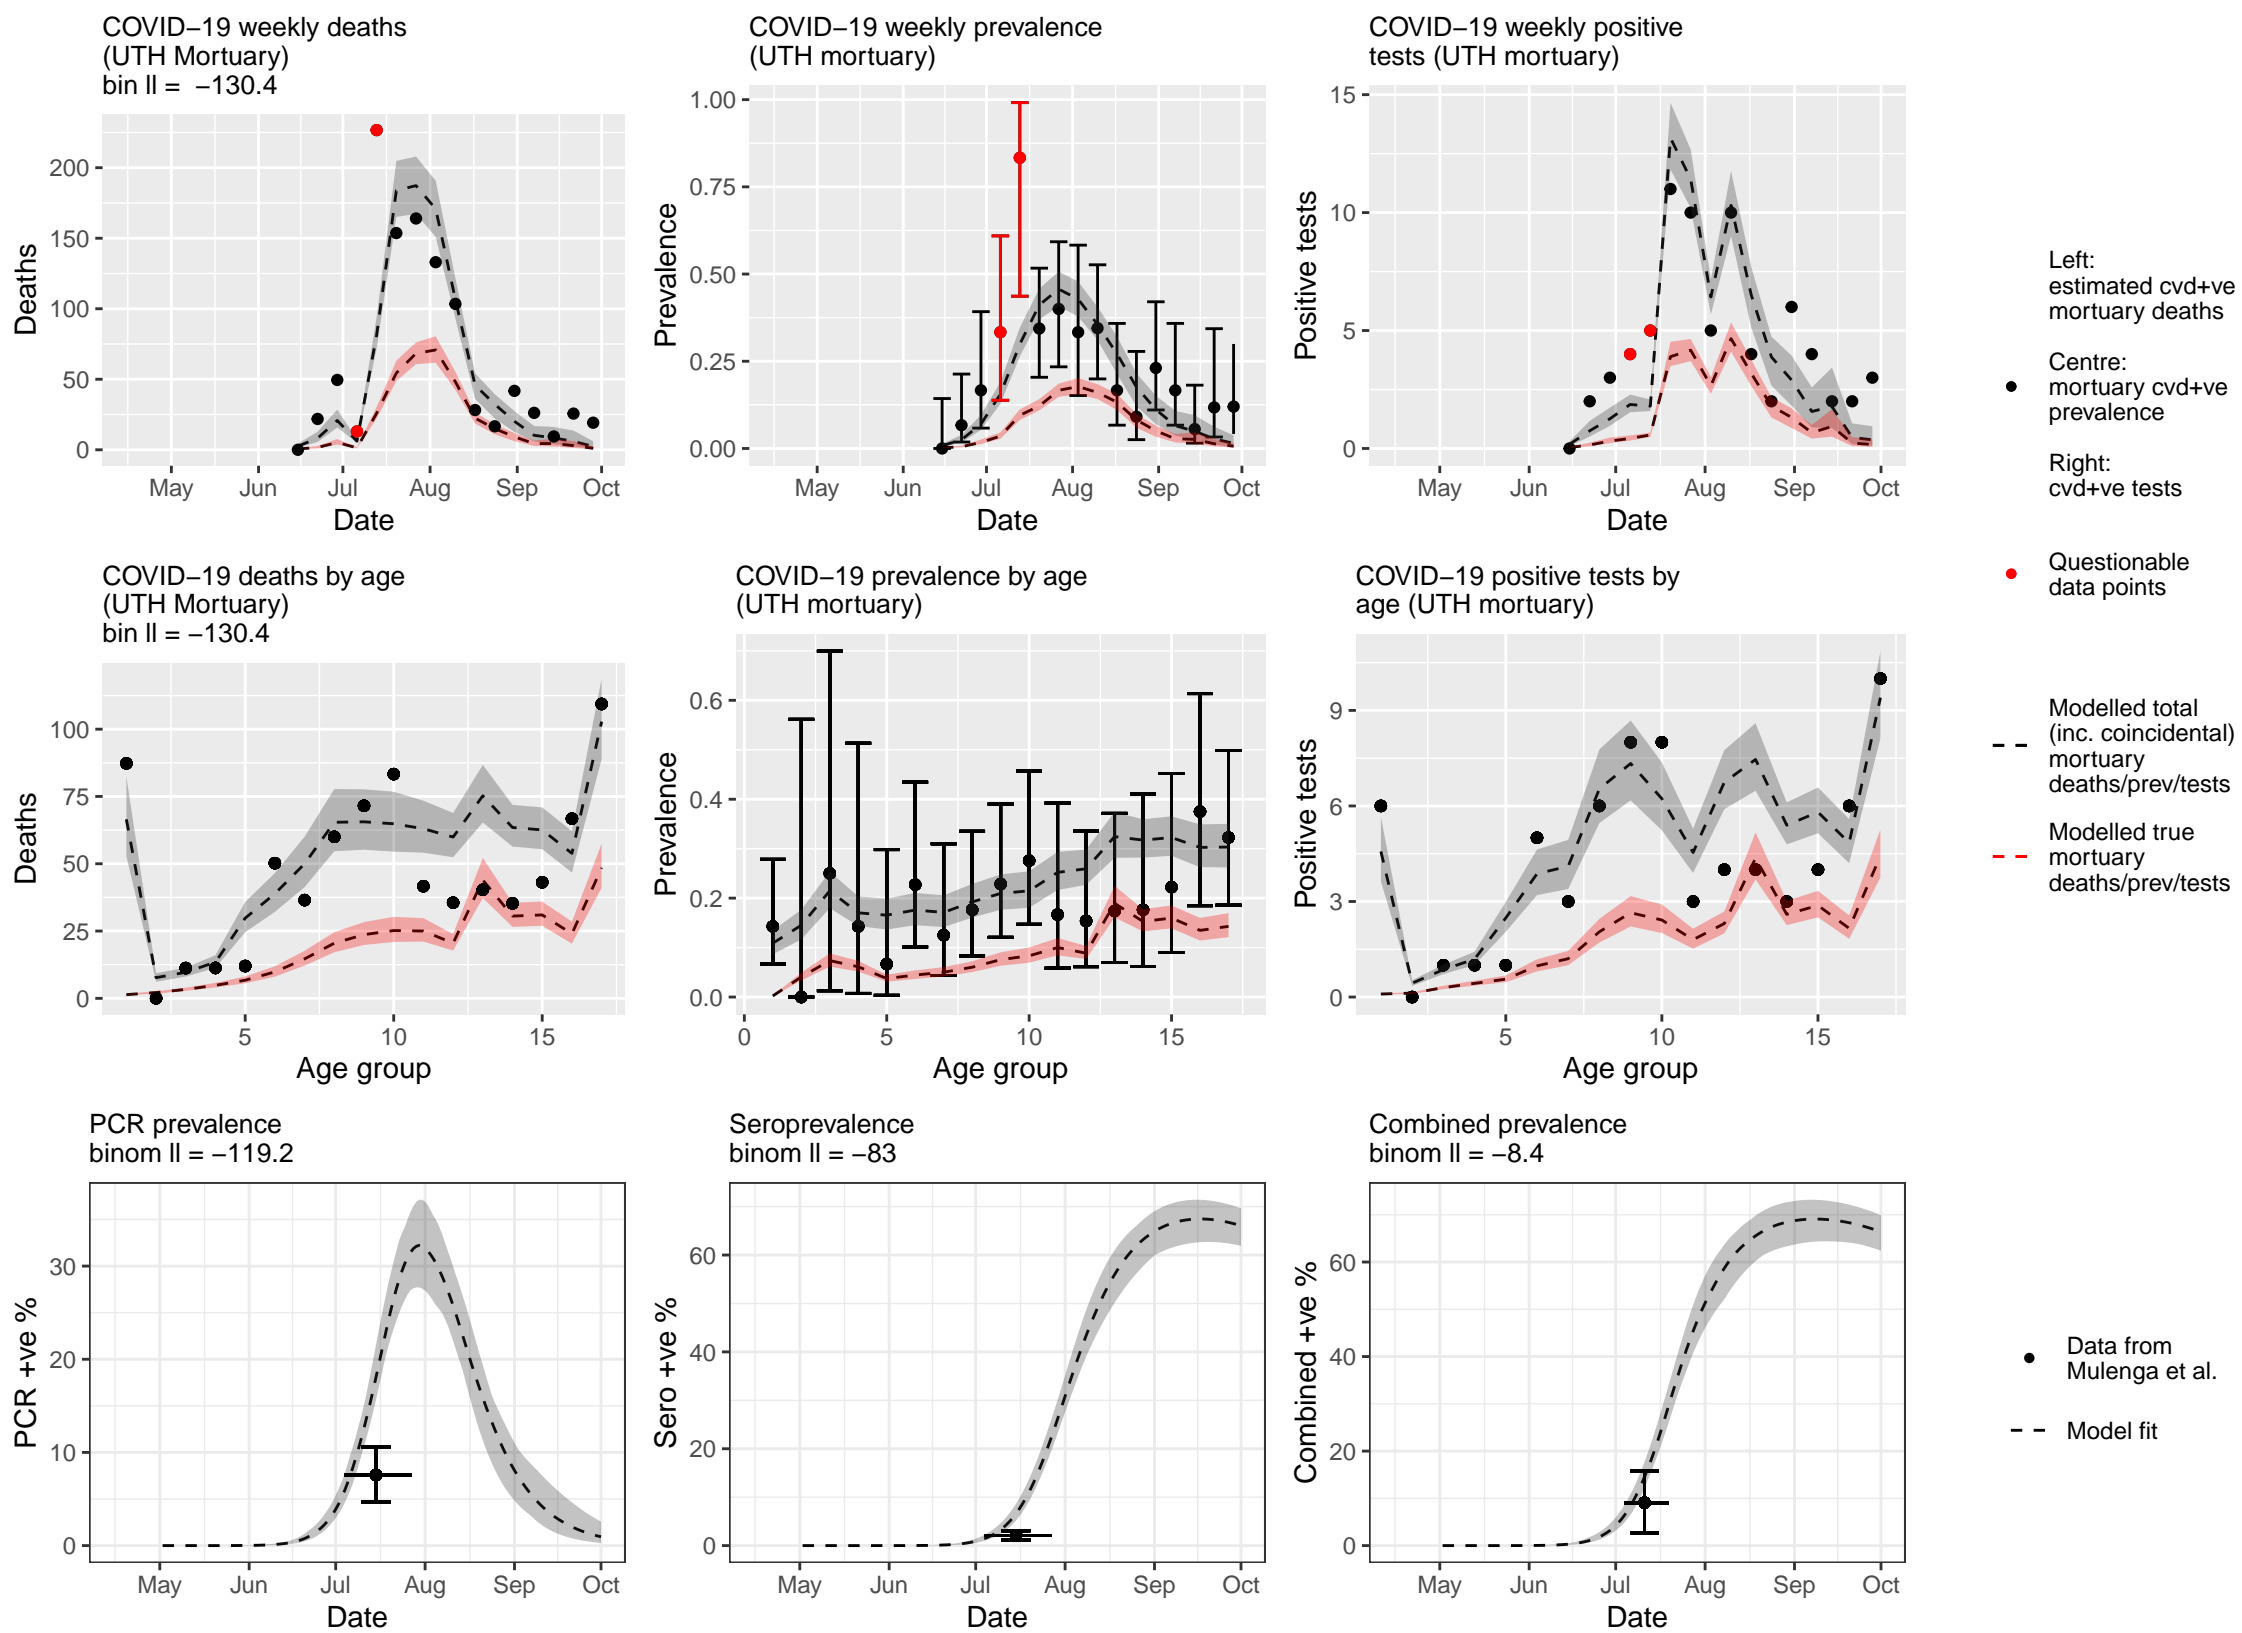 COVID−19 weekly deaths
(UTH Mortuary)
bin ll =  −130.4
Deaths
200
150
100
50
0
May
Jun
Jul
Aug
Sep
Oct
Date
COVID−19 weekly prevalence
(UTH mortuary)
Prevalence
1.00
0.75
0.50
0.25
0.00
May
Jun
Jul
Aug
Sep
Oct
Date
COVID−19 weekly positive
tests (UTH mortuary)
Positive tests
15
10
5
0
May
Jun
Jul
Aug
Sep
Oct
Date
COVID−19 deaths by age
(UTH Mortuary)
bin ll = −130.4
Deaths
100
75
50
25
0
5
10
15
Age group
COVID−19 prevalence by age
(UTH mortuary)
Prevalence
0.6
0.4
0.2
0.0
0
5
10
15
Age group
COVID−19 positive tests by
age (UTH mortuary)
Positive tests
9
6
3
0
5
10
15
Age group
Left:
estimated cvd+ve
mortuary deaths
Centre:
mortuary cvd+ve
prevalence
Right:
cvd+ve tests
Questionable
data points
Modelled total
(inc. coincidental)
mortuary
deaths/prev/tests
Modelled true
mortuary
deaths/prev/tests
PCR prevalence
binom ll = −119.2
PCR +ve %
30
20
10
0
May
Jun
Jul
Aug
Sep
Oct
Date
Seroprevalence
binom ll = −83
Sero +ve %
60
40
20
0
May
Jun
Jul
Aug
Sep
Oct
Date
Combined prevalence
binom ll = −8.4
Combined +ve %
60
40
20
0
May
Jun
Jul
Aug
Sep
Oct
Date
Data from
Mulenga et al.
Model fit